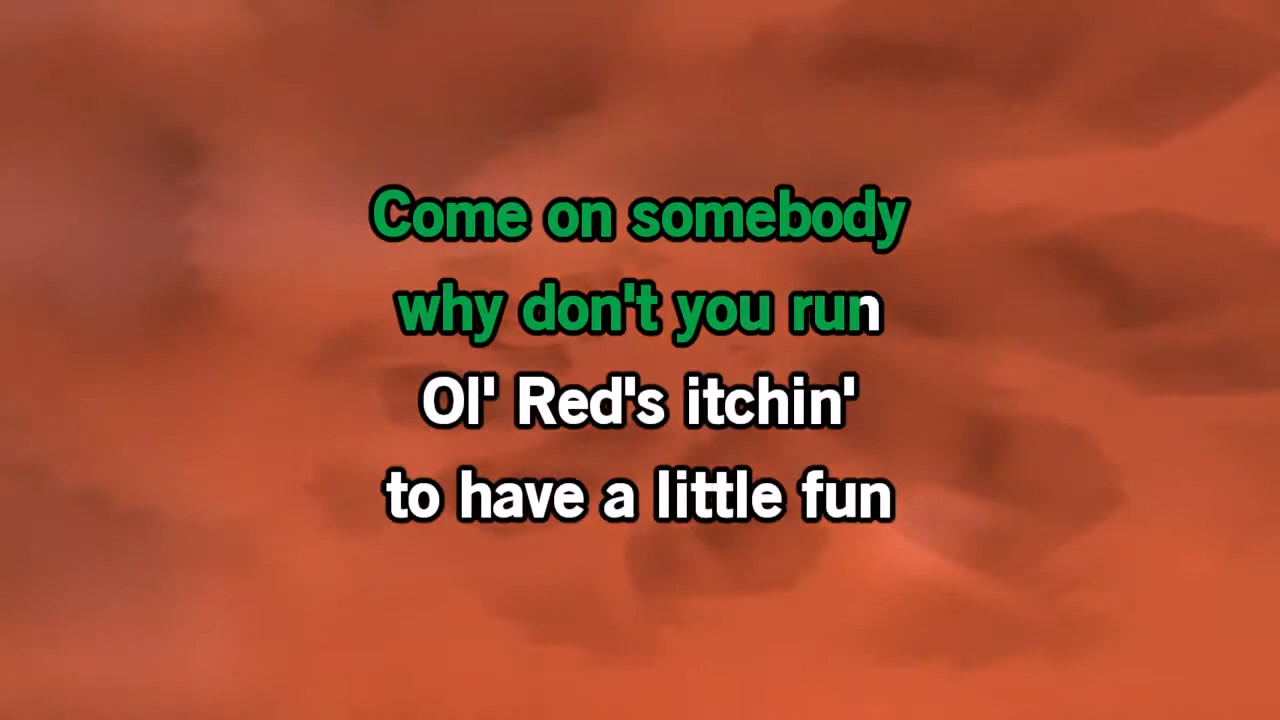 Come on somebody
why don't you run
Ol' Red's itchin'
to have a little fun